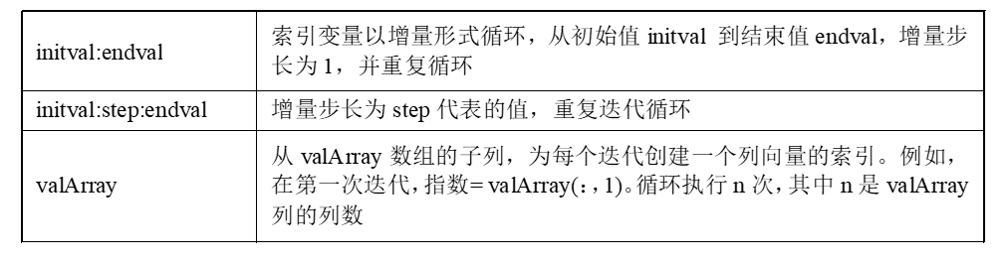 initval:endval
索引变量以增量形式循环，从初始值 initval 到结束值 endval，增量步
长为 1，并重复循环
initval:step:endval
增量步长为 step 代表的值，重复迭代循环
valArray
从 valArray 数组的子列，为每个迭代创建一个列向量的索引。例如，
在第一次迭代，指数= valArray(:，1)。循环执行 n 次，其中 n 是 valArray
列的列数